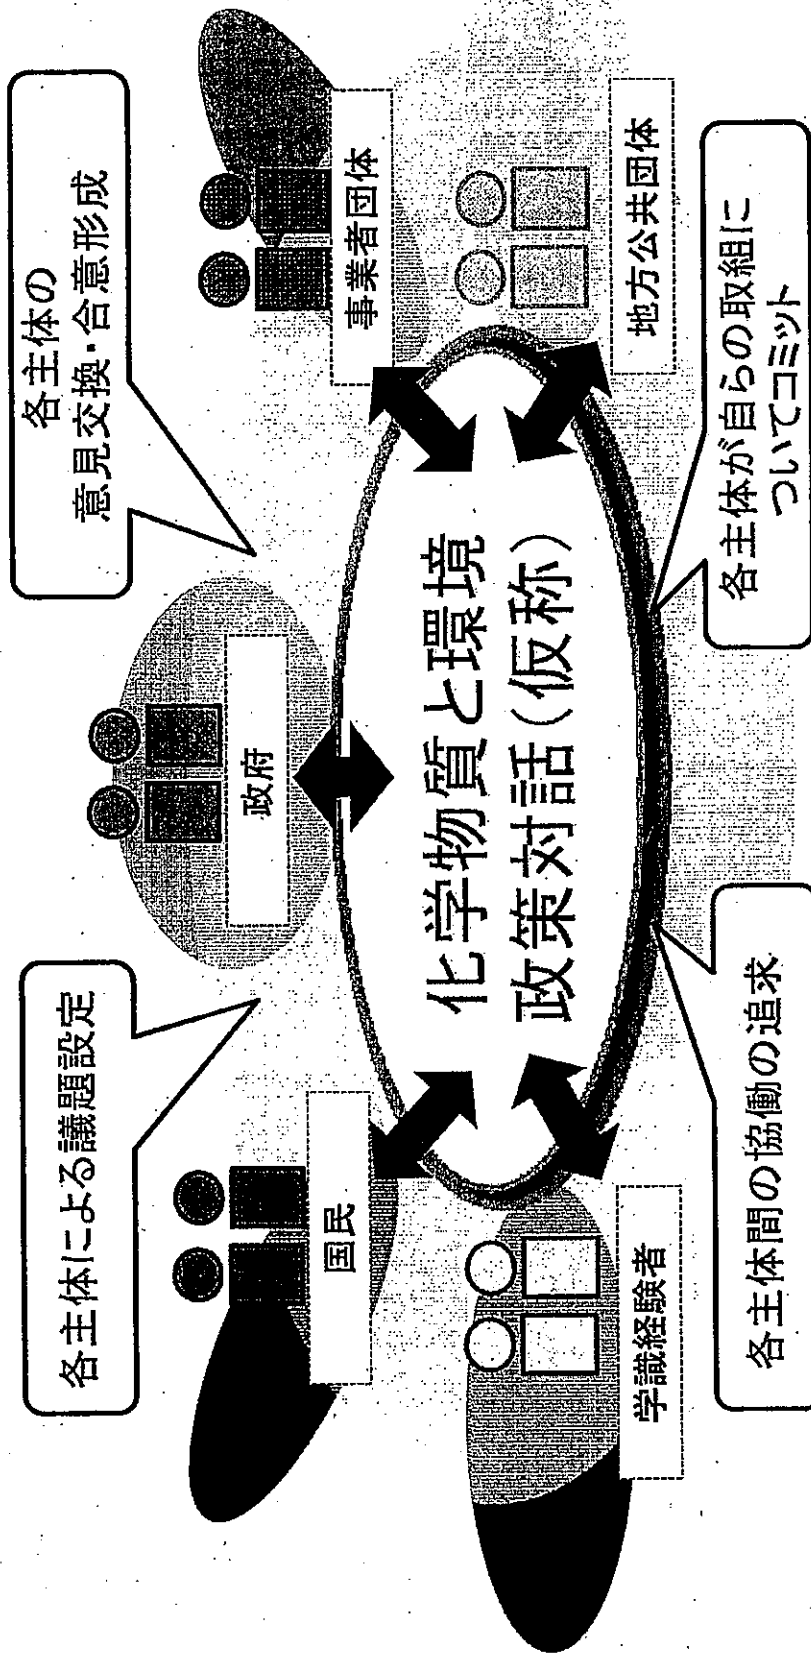 各主体による議題設定
各主体の
意見交換・合意形成
政府
国民
事業者団体
化学物質と環境
政策対話(仮称)
学識経験者
地方公共団体
各主体間の協働の追求
各主体が自らの取組に
ついてコミット